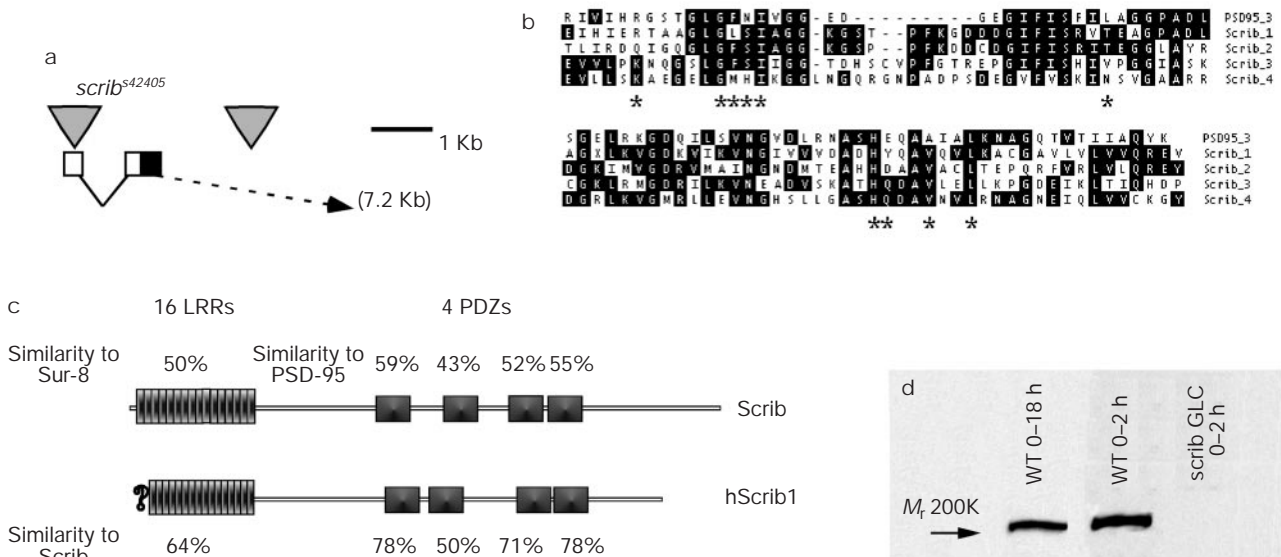 a
scrib^s42405
1 Kb
(7.2 Kb)
b
R I V I H R G S T G L G F N I V G G - E D - - - - - - - - - G E G I F I S F I L A G G P A D L PSD95_3
E I H I E R T A A G L G L S I A G G - K G S T - - P F K G D D D G I F I S R V T E A G P A D L Scrib_1
T L I R D Q I G Q G L G F S I A G G - K G S P - - P F K D D C D G I F I S R I T E G G L A Y R Scrib_2
E V V L P K N Q G S L G F S I I G G - T D H S C V P F G T R E P G I F I S H I V P G G I A S K Scrib_3
E V L L S K A E G E L G M H I K G G L N G Q R G N P A D P S D E G V F V S K I N S V G A A R R Scrib_4
* * * * * *
S G E L R K G D Q I L S V N G V D L R N A S H E Q A A I A L K N A G Q T V T I I A Q Y K PSD95_3
A G X L K V G D K V I K V N G I V V V D A D H Y Q A V Q V L K A C G A V L V L V V Q R E V Scrib_1
D G K I M V G D R V M A I N G N D M T E A H H D A A V A C L T E P Q R F V R L V L Q R E Y Scrib_2
C G K L R M G D R I L K V N E A D V S K A T H Q D A V L E L L K P G D E I K L T I Q H D P Scrib_3
D G R L K V G M R L L E V N G H S L L G A S H Q D A V N V L R N A G N E I Q L V V C K G Y Scrib_4
* * * *
c
16 LRRs 4 PDZs
Similarity to Sur-8 50% Similarity to PSD-95 59% 43% 52% 55%
Scrib
?
hScrib1
Similarity to Scrib 64% 78% 50% 71% 78%
d
WT 0–18 h
WT 0–2 h
scrib GLC 0–2 h
Mr 200K